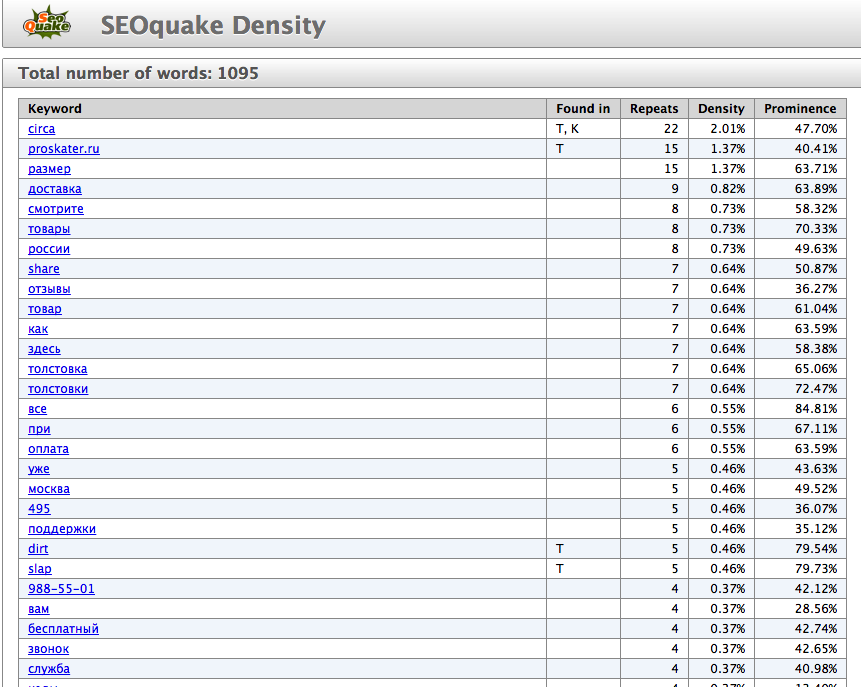 Seo Quake SEOquake Density
Total number of words: 1095
Keyword Found in Repeats Density Prominence
circa T, K 22 2.01% 47.70%
proskater.ru T 15 1.37% 40.41%
размер 15 1.37% 63.71%
доставка 9 0.82% 63.89%
смотрите 8 0.73% 58.32%
товары 8 0.73% 70.33%
россии 8 0.73% 49.63%
share 7 0.64% 50.87%
отзывы 7 0.64% 36.27%
товар 7 0.64% 61.04%
как 7 0.64% 63.59%
здесь 7 0.64% 58.38%
толстовка 7 0.64% 65.06%
толстовки 7 0.64% 72.47%
все 6 0.55% 84.81%
при 6 0.55% 67.11%
оплата 6 0.55% 63.59%
уже 5 0.46% 43.63%
москва 5 0.46% 49.52%
495 5 0.46% 36.07%
поддержки 5 0.46% 35.12%
dirt T 5 0.46% 79.54%
slap T 5 0.46% 79.73%
988-55-01 4 0.37% 42.12%
вам 4 0.37% 28.56%
бесплатный 4 0.37% 42.74%
звонок 4 0.37% 42.65%
служба 4 0.37% 40.98%